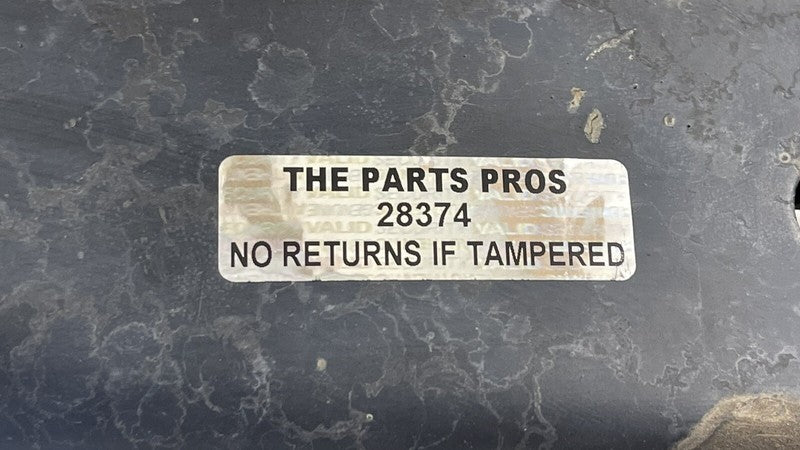 THE PARTS PROS
28374
NO RETURNS IF TAMPERED